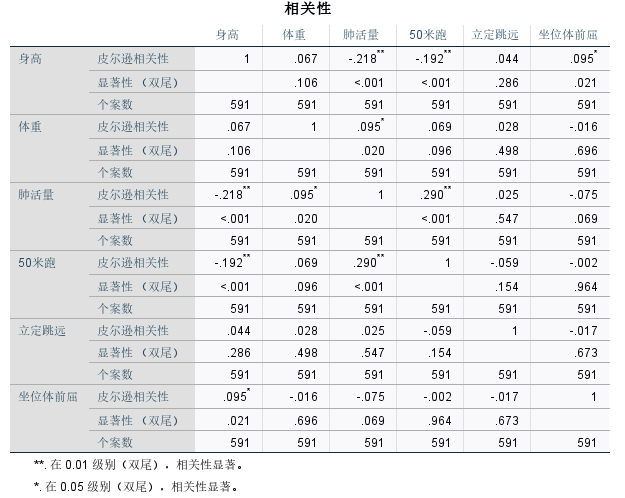 相关性
身高 体重 肺活量 50米跑 立定跳远 坐位体前屈
身高 皮尔逊相关性 1 .067 -.218** -.192** .044 .095*
显著性（双尾） .106 <.001 <.001 .286 .021
个案数 591 591 591 591 591 591
体重 皮尔逊相关性 .067 1 .095* .069 .028 -.016
显著性（双尾） .106 .020 .096 .498 .696
个案数 591 591 591 591 591 591
肺活量 皮尔逊相关性 -.218** .095* 1 .290** .025 -.075
显著性（双尾） <.001 .020 <.001 .547 .069
个案数 591 591 591 591 591 591
50米跑 皮尔逊相关性 -.192** .069 .290** 1 -.059 -.002
显著性（双尾） <.001 .096 <.001 .154 .964
个案数 591 591 591 591 591 591
立定跳远 皮尔逊相关性 .044 .028 .025 -.059 1 -.017
显著性（双尾） .286 .498 .547 .154 .673
个案数 591 591 591 591 591 591
坐位体前屈 皮尔逊相关性 .095* -.016 -.075 -.002 -.017 1
显著性（双尾） .021 .696 .069 .964 .673
个案数 591 591 591 591 591 591
**. 在 0.01 级别（双尾），相关性显著。
*. 在 0.05 级别（双尾），相关性显著。